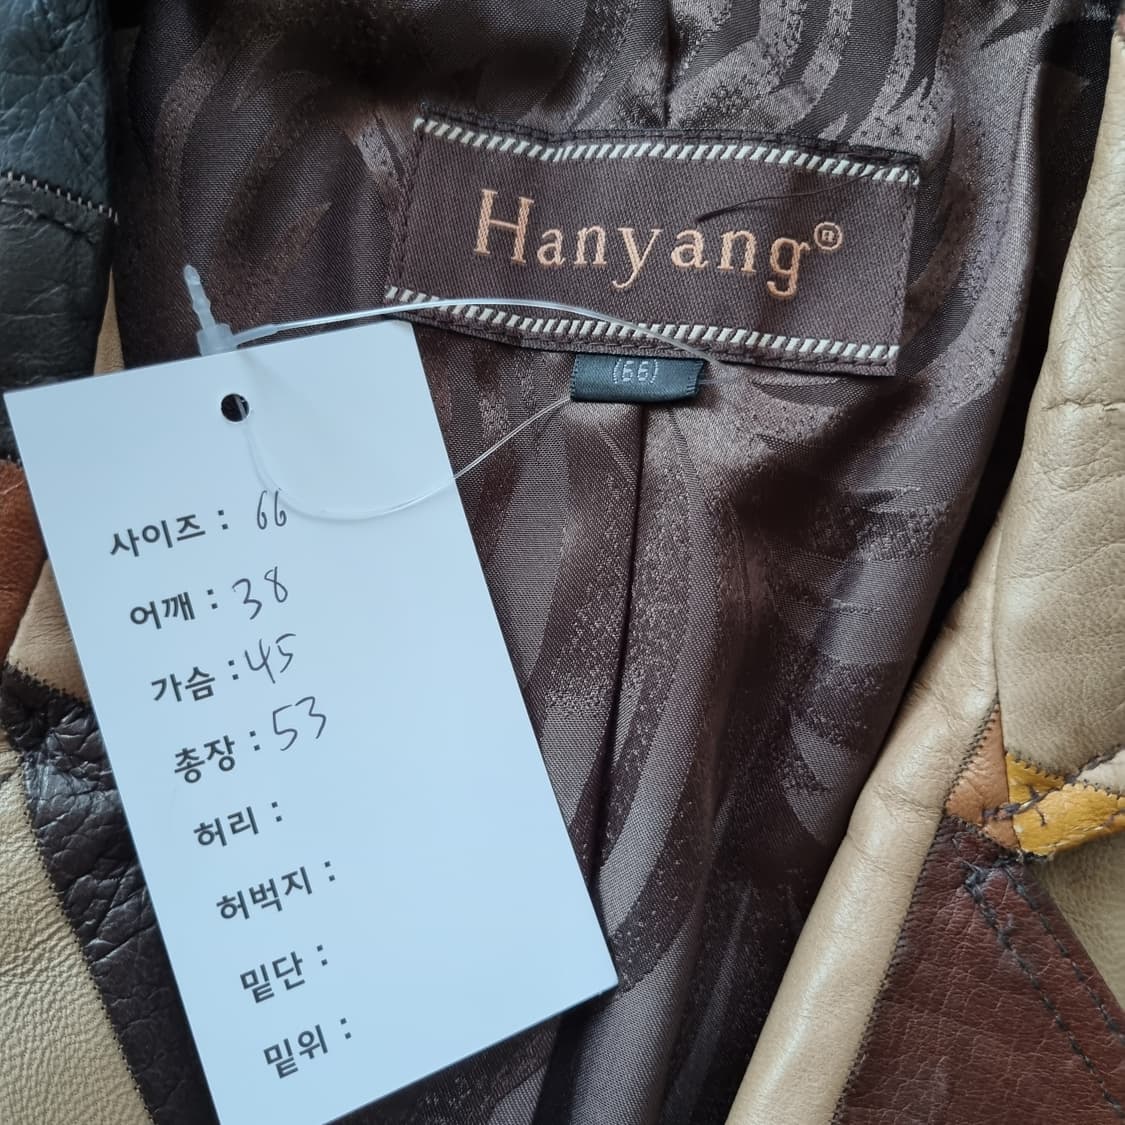 Hanyang®
(66)
사이즈 : 66
어깨 : 38
가슴 : 45
총장 : 53
허리 :
허벅지 :
밑단 :
밑위 :